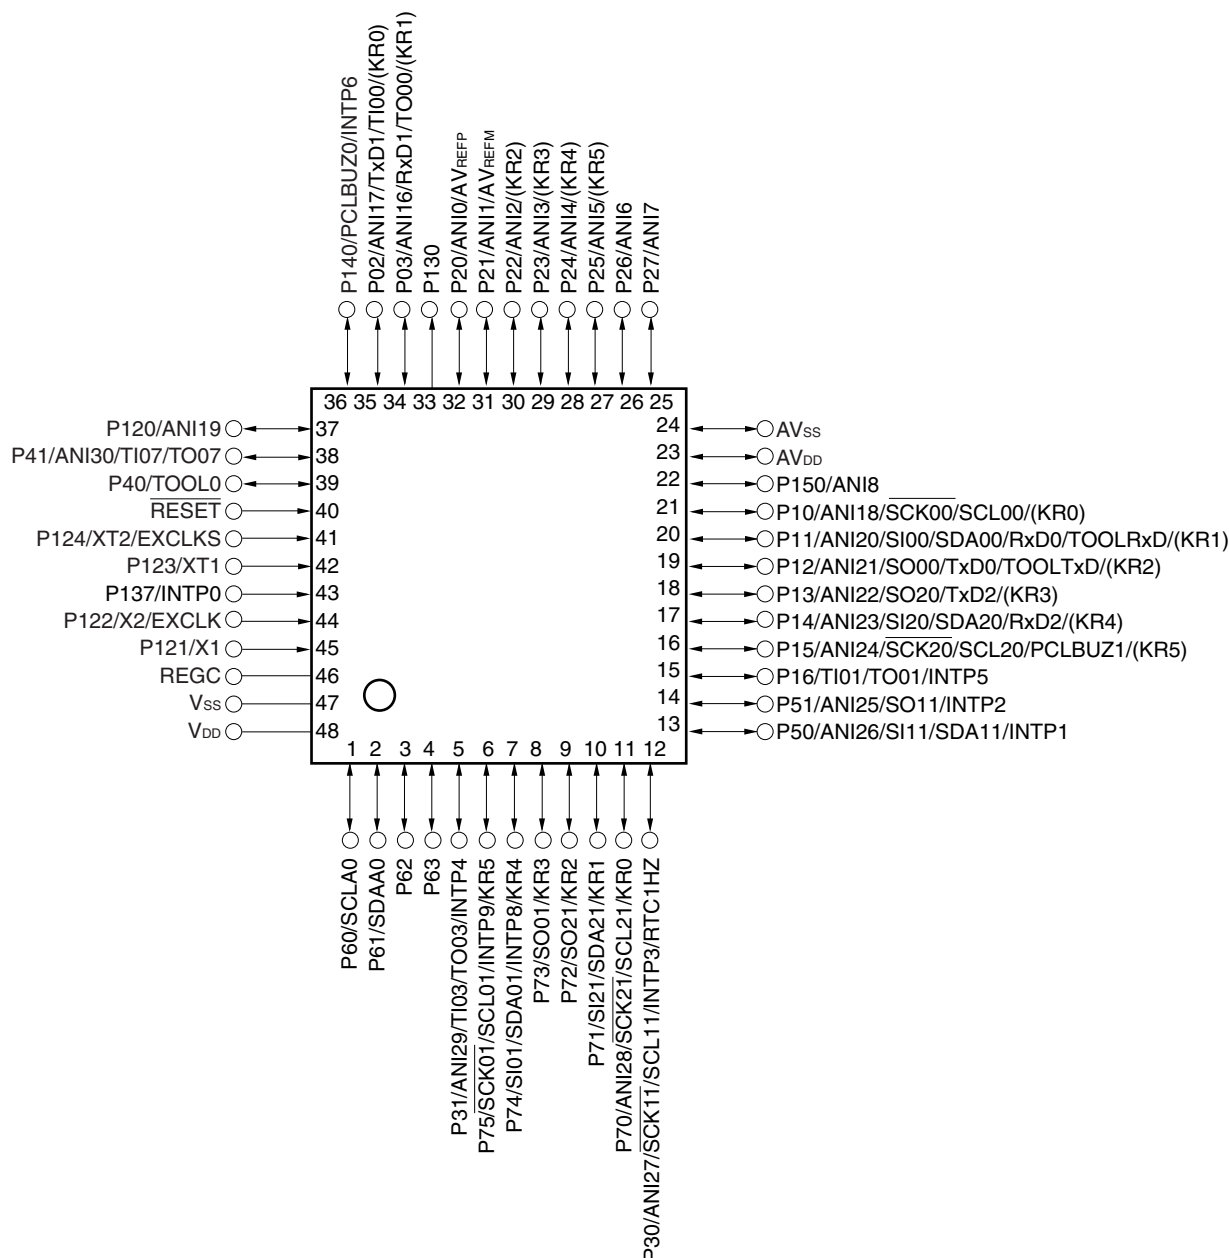 P140/PCLBUZ0/INTP6
P02/ANI17/TxD1/TI00/(KR0)
P03/ANI16/RxD1/TO00/(KR1)
P130
P20/ANI0/AVREFP
P21/ANI1/AVREFM
P22/ANI2/(KR2)
P23/ANI3/(KR3)
P24/ANI4/(KR4)
P25/ANI5/(KR5)
P26/ANI6
P27/ANI7
36 35 34 33 32 31 30 29 28 27 26 25
P120/ANI19 37
P41/ANI30/TI07/TO07 38
P40/TOOL0 39
RESET 40
P124/XT2/EXCLKS 41
P123/XT1 42
P137/INTP0 43
P122/X2/EXCLK 44
P121/X1 45
REGC 46
VSS 47
VDD 48
24 AVSS
23 AVDD
22 P150/ANI8
21 P10/ANI18/SCK00/SCL00/(KR0)
20 P11/ANI20/SI00/SDA00/RxD0/TOOLRxD/(KR1)
19 P12/ANI21/SO00/TxD0/TOOLTxD/(KR2)
18 P13/ANI22/SO20/TxD2/(KR3)
17 P14/ANI23/SI20/SDA20/RxD2/(KR4)
16 P15/ANI24/SCK20/SCL20/PCLBUZ1/(KR5)
15 P16/TI01/TO01/INTP5
14 P51/ANI25/SO11/INTP2
13 P50/ANI26/SI11/SDA11/INTP1
1 2 3 4 5 6 7 8 9 10 11 12
P60/SCLA0
P61/SDAA0
P62
P63
P31/ANI29/TI03/TO03/INTP4
P75/SCK01/SCL01/INTP9/KR5
P74/SI01/SDA01/INTP8/KR4
P73/SO01/KR3
P72/SO21/KR2
P71/SI21/SDA21/KR1
P70/ANI28/SCK21/SCL21/KR0
P30/ANI27/SCK11/SCL11/INTP3/RTC1HZ